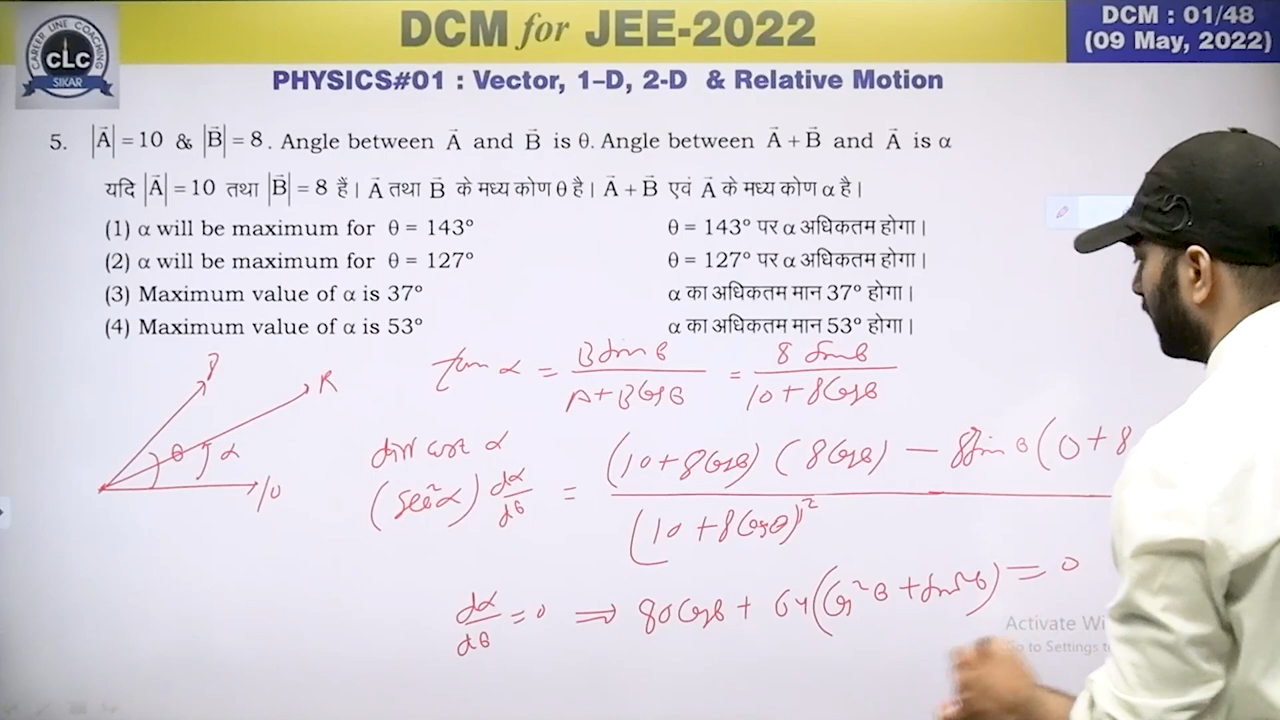 CAREER LINE COACHING
CLC
SIKAR
DCM for JEE-2022
DCM : 01/48
(09 May, 2022)
PHYSICS#01 : Vector, 1–D, 2-D & Relative Motion
5. |A⃗| = 10 & |B⃗| = 8. Angle between A⃗ and B⃗ is θ. Angle between A⃗ + B⃗ and A⃗ is α
यदि |A⃗| = 10 तथा |B⃗| = 8 हैं। A⃗ तथा B⃗ के मध्य कोण θ है। A⃗ + B⃗ एवं A⃗ के मध्य कोण α है।
(1) α will be maximum for θ = 143° θ = 143° पर α अधिकतम होगा।
(2) α will be maximum for θ = 127° θ = 127° पर α अधिकतम होगा।
(3) Maximum value of α is 37° α का अधिकतम मान 37° होगा।
(4) Maximum value of α is 53° α का अधिकतम मान 53° होगा।
tan α = B sin θ / A + B cos θ = 8 sin θ / 10 + 8 cos θ
R
θ α
(sec²α) dα/dθ = (10 + 8 cos θ) (8 cos θ) − 8 sin θ (0 + 8 / (10 + 8 cos θ)²
dα/dθ = 0 ⇒ 80 cos θ + 64 (cos²θ + sin²θ) = 0
Activate Wi
to Settings t